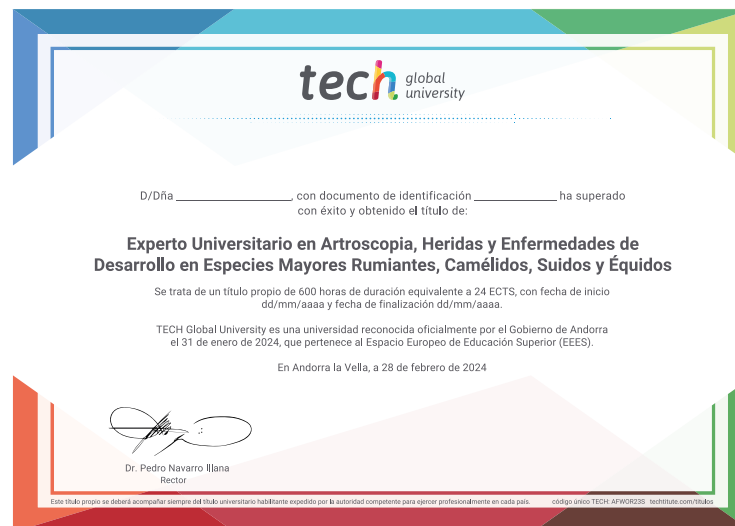 tech global
university
D/Dña ______________, con documento de identificación ______________ ha superado
con éxito y obtenido el título de:
Experto Universitario en Artroscopia, Heridas y Enfermedades de
Desarrollo en Especies Mayores Rumiantes, Camélidos, Suidos y Équidos
Se trata de un título propio de 600 horas de duración equivalente a 24 ECTS, con fecha de inicio
dd/mm/aaaa y fecha de finalización dd/mm/aaaa.
TECH Global University es una universidad reconocida oficialmente por el Gobierno de Andorra
el 31 de enero de 2024, que pertenece al Espacio Europeo de Educación Superior (EEES).
En Andorra la Vella, a 28 de febrero de 2024
Dr. Pedro Navarro Illana
Rector
Este título propio se deberá acompañar siempre del título universitario habilitante expedido por la autoridad competente para ejercer profesionalmente en cada país. código único TECH: AFWOR23S techtitute.com/titulos